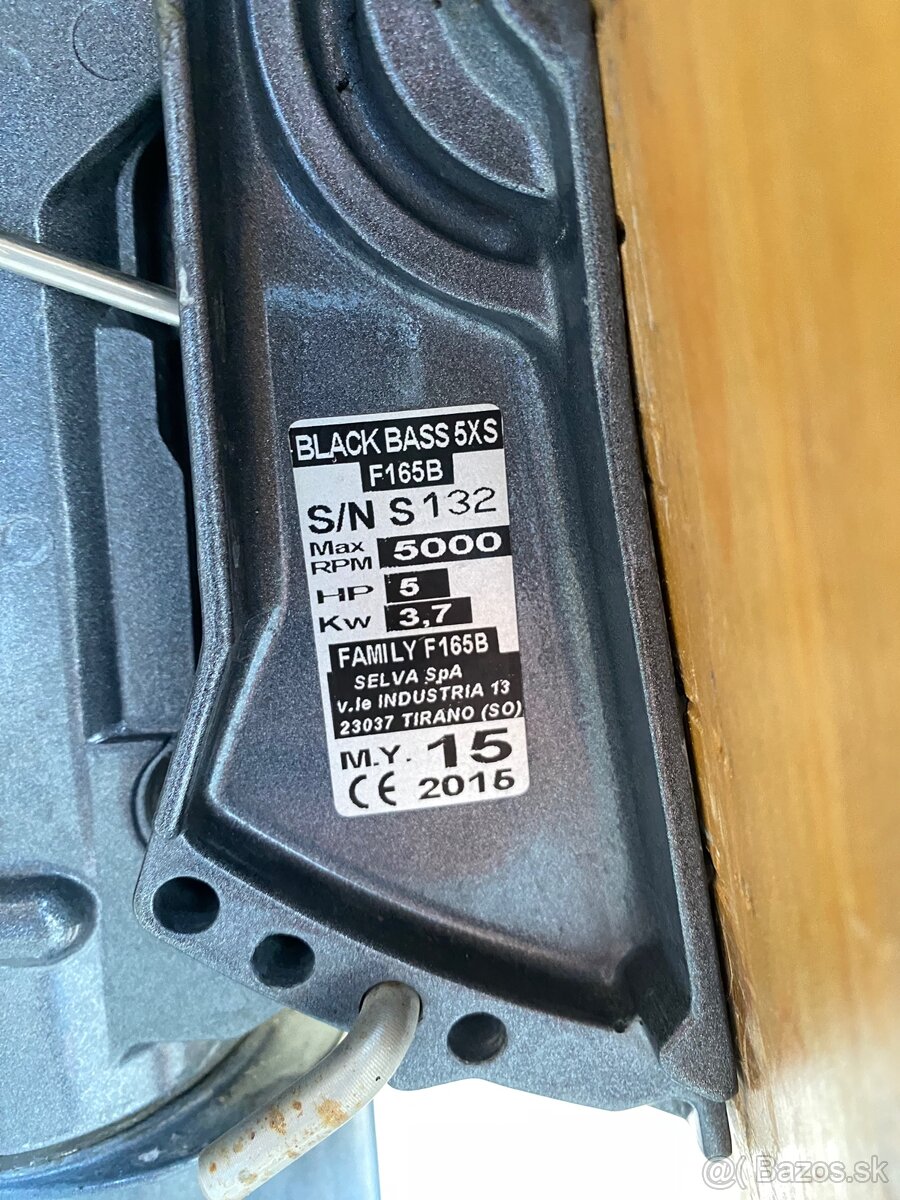 BLACK BASS 5XS
F165B
S/N S 132
Max RPM 5000
HP 5
Kw 3,7
FAMILY F165B
SELVA SpA
v.le INDUSTRIA 13
23037 TIRANO (SO)
M.Y. 15
CE 2015
@( Bazos.sk